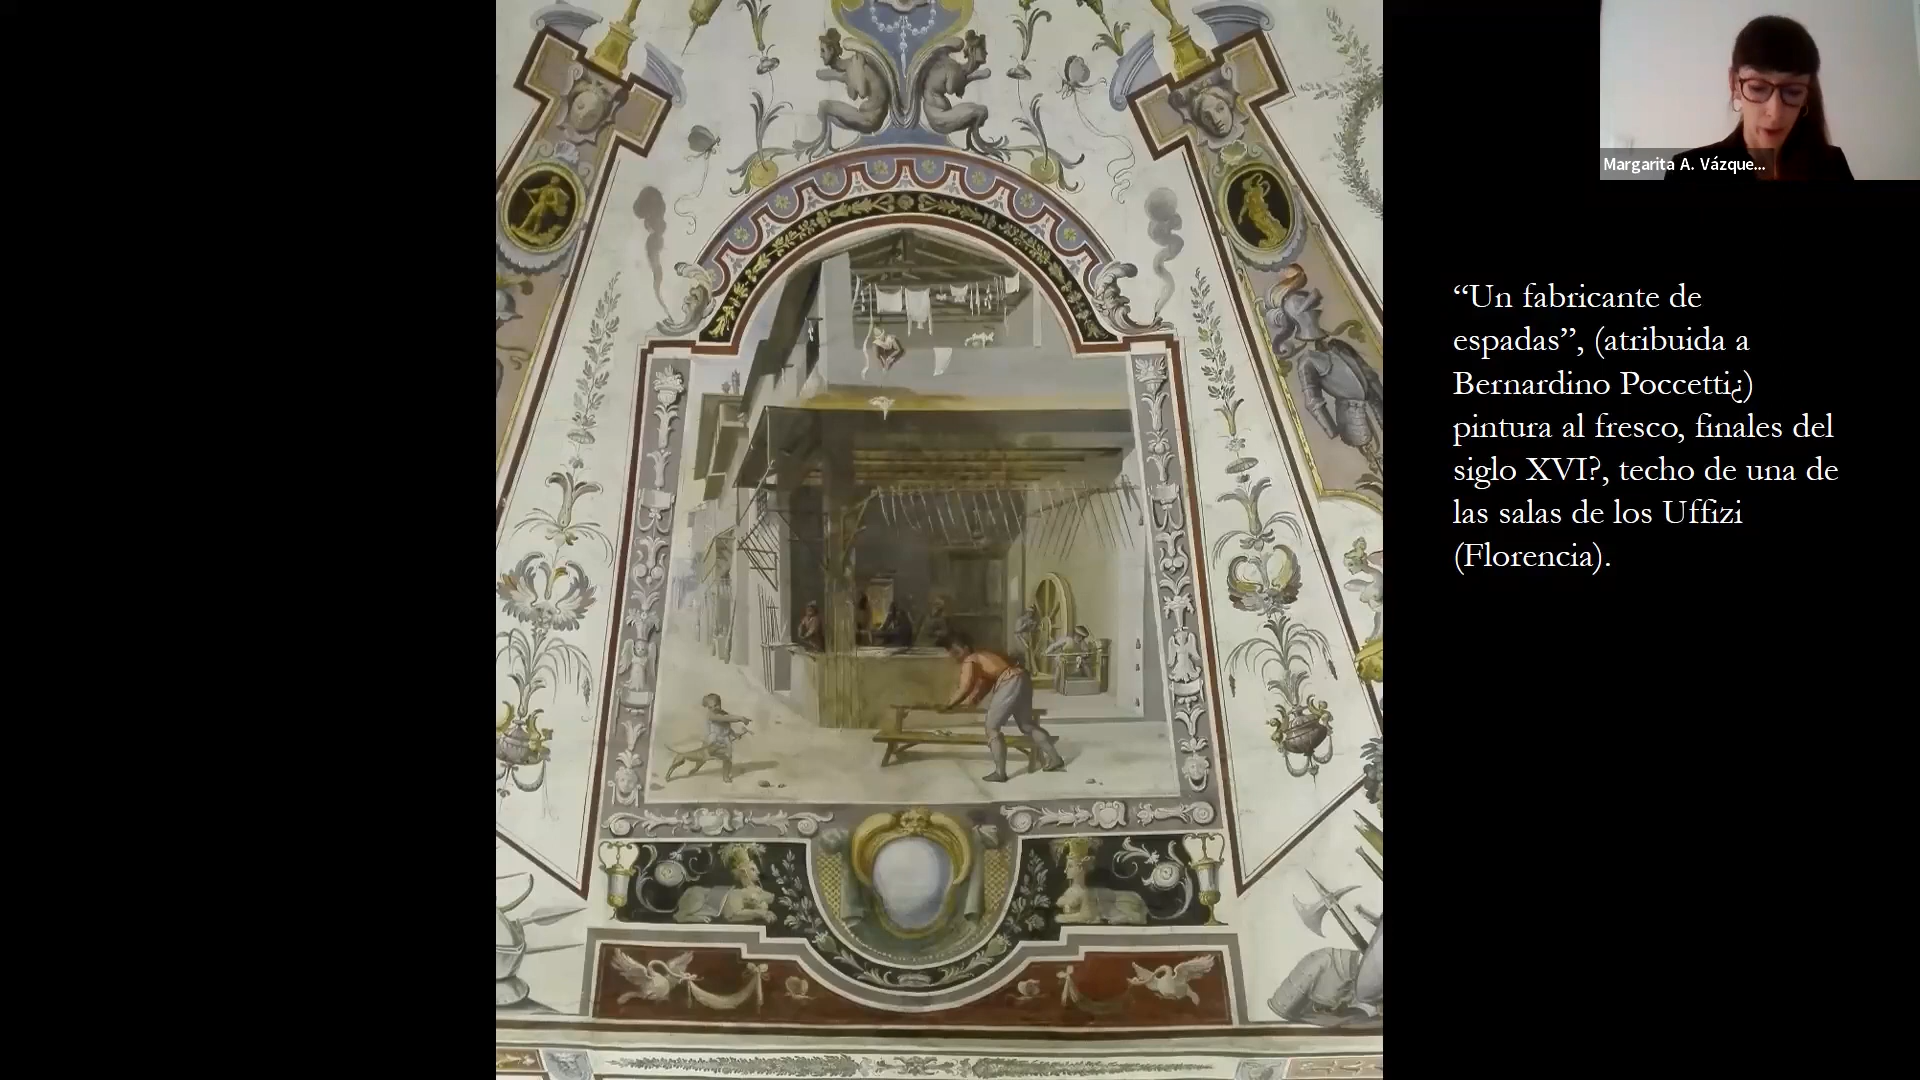 Margarita A. Vázque...
“Un fabricante de
espadas”, (atribuida a
Bernardino Poccetti¿)
pintura al fresco, finales del
siglo XVI?, techo de una de
las salas de los Uffizi
(Florencia).